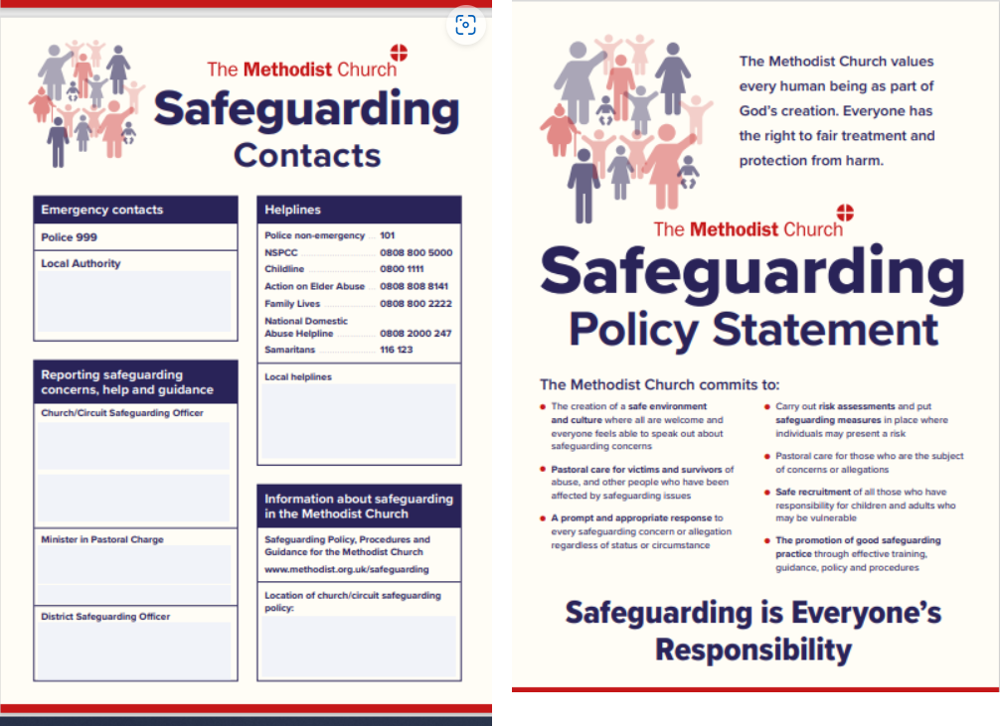 The Methodist Church
Safeguarding
Contacts
Emergency contacts
Police 999
Local Authority
Reporting safeguarding
concerns, help and guidance
Church/Circuit Safeguarding Officer
Minister in Pastoral Charge
District Safeguarding Officer
Helplines
Police non-emergency 101
NSPCC 0808 800 5000
Childline 0800 1111
Action on Elder Abuse 0808 808 8141
Family Lives 0808 800 2222
National Domestic
Abuse Helpline 0808 2000 247
Samaritans 116 123
Local helplines
Information about safeguarding
in the Methodist Church
Safeguarding Policy, Procedures and
Guidance for the Methodist Church
www.methodist.org.uk/safeguarding
Location of church/circuit safeguarding
policy:
The Methodist Church values
every human being as part of
God's creation. Everyone has
the right to fair treatment and
protection from harm.
The Methodist Church
Safeguarding
Policy Statement
The Methodist Church commits to:
The creation of a safe environment
and culture where all are welcome and
everyone feels able to speak out about
safeguarding concerns
Pastoral care for victims and survivors of
abuse, and other people who have been
affected by safeguarding issues
A prompt and appropriate response to
every safeguarding concern or allegation
regardless of status or circumstance
Carry out risk assessments and put
safeguarding measures in place where
individuals may present a risk
Pastoral care for those who are the subject
of concerns or allegations
Safe recruitment of all those who have
responsibility for children and adults who
may be vulnerable
The promotion of good safeguarding
practice through effective training,
guidance, policy and procedures
Safeguarding is Everyone's
Responsibility